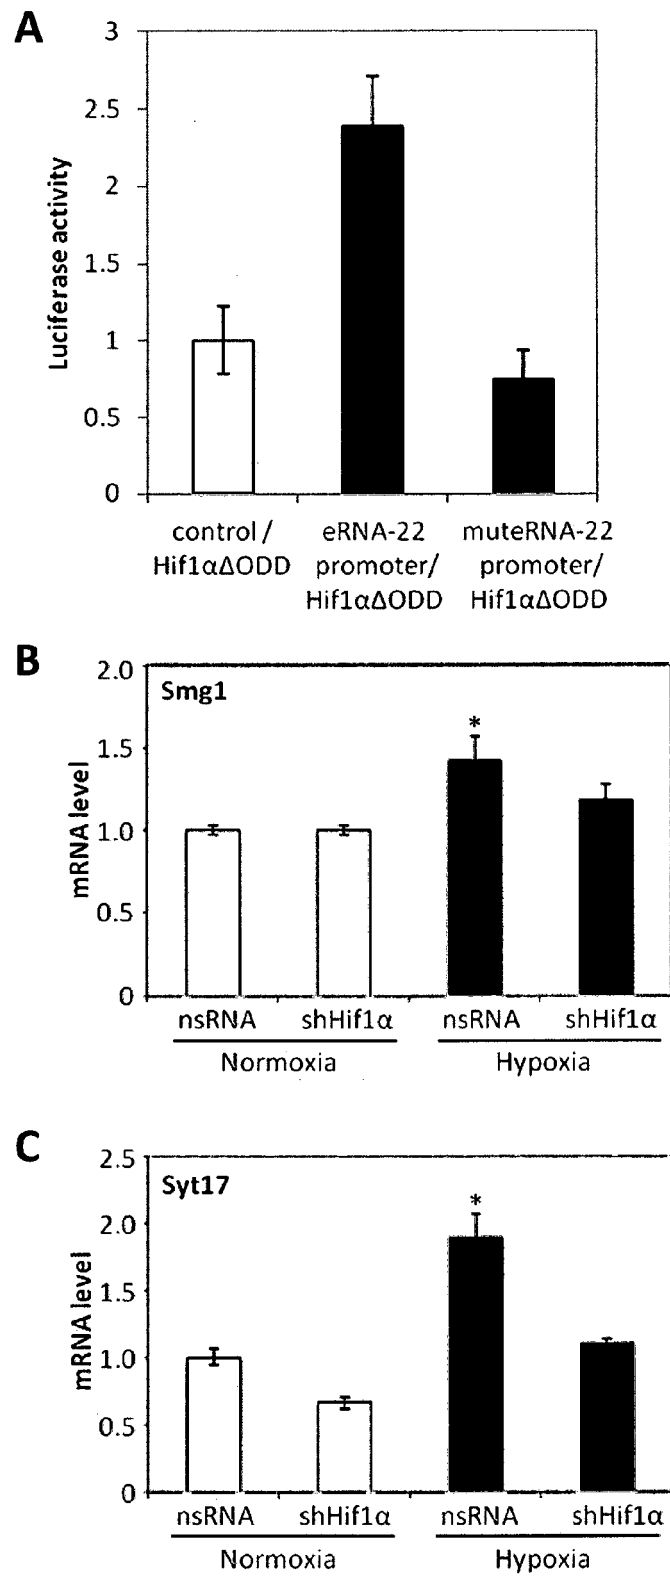 A
3
2.5
2
1.5
1
0.5
0
Luciferase activity
control / eRNA-22 muteRNA-22
Hif1αΔODD promoter/ promoter/
Hif1αΔODD Hif1αΔODD
B
2.0
1.5
1.0
0.5
0
mRNA level
Smg1
*
nsRNA shHif1α nsRNA shHif1α
Normoxia Hypoxia
C
2.5
2.0
1.5
1.0
0.5
0
mRNA level
Syt17
*
nsRNA shHif1α nsRNA shHif1α
Normoxia Hypoxia